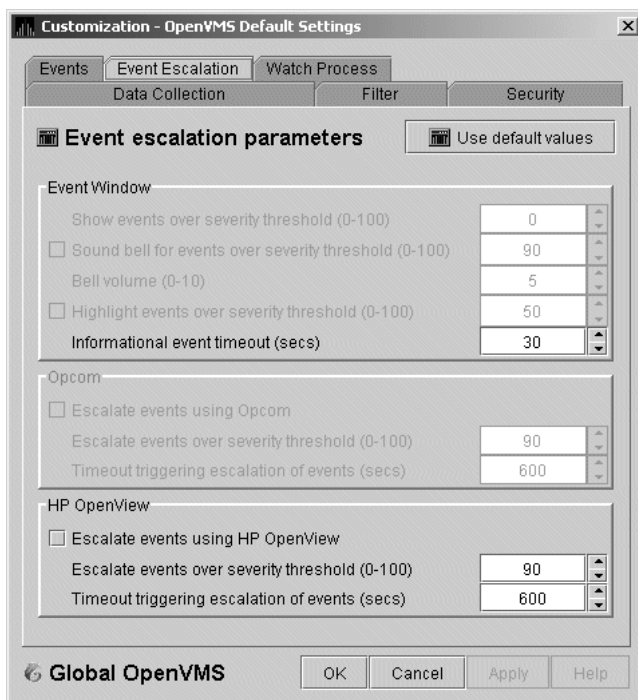 Customization - OpenVMS Default Settings
Events Event Escalation Watch Process
Data Collection Filter Security
Event escalation parameters Use default values
Event Window
Show events over severity threshold (0-100) 0
Sound bell for events over severity threshold (0-100) 90
Bell volume (0-10) 5
Highlight events over severity threshold (0-100) 50
Informational event timeout (secs) 30
Opcom
Escalate events using Opcom
Escalate events over severity threshold (0-100) 90
Timeout triggering escalation of events (secs) 600
HP OpenView
Escalate events using HP OpenView
Escalate events over severity threshold (0-100) 90
Timeout triggering escalation of events (secs) 600
Global OpenVMS OK Cancel Apply Help